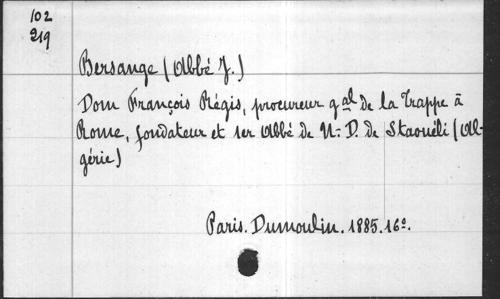 102
219
Bersange (Abbé J.)
Dom François Régis, procureur gal de la Trappe à
Rome, fondateur et 1er Abbé de N.-D. de Staouéli (Al-
gérie)
Paris. Dumoulin. 1885. 16º.